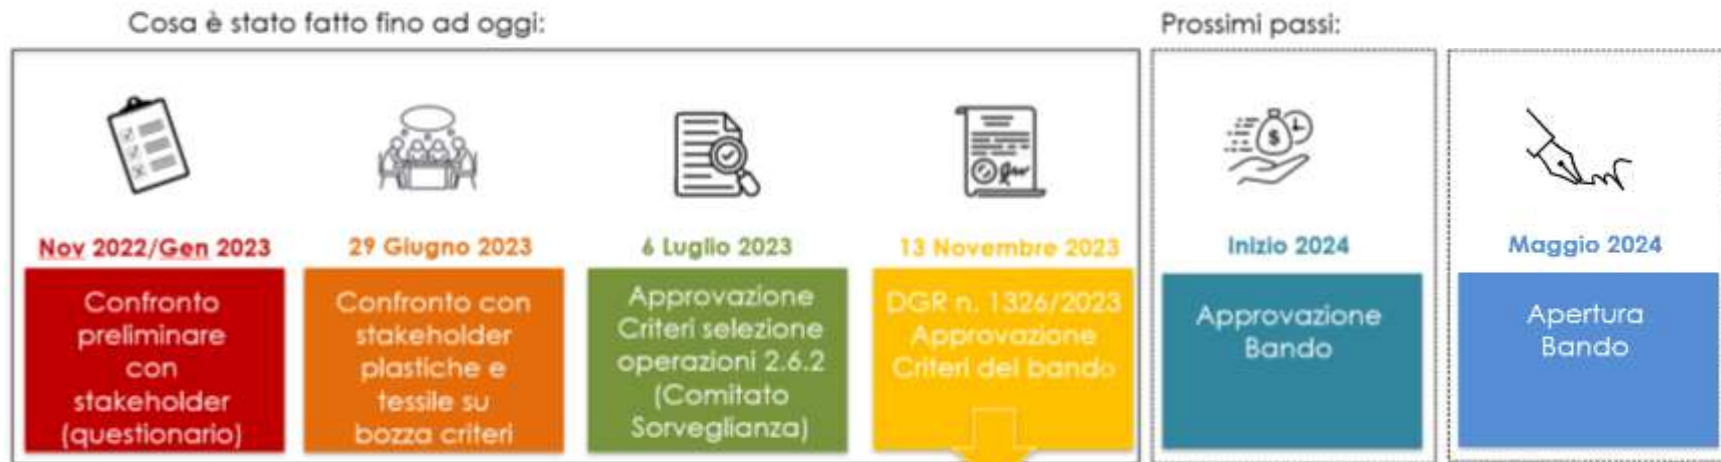 Cosa è stato fatto fino ad oggi:
Prossimi passi:
Nov 2022/Gen 2023
Confronto
preliminare
con
stakeholder
(questionario)
29 Giugno 2023
Confronto con
stakeholder
plastiche e
tessile su
bozza criteri
6 Luglio 2023
Approvazione
Criteri selezione
operazioni 2.6.2
(Comitato
Sorveglianza)
13 Novembre 2023
DGR n. 1326/2023
Approvazione
Criteri del bando
Inizio 2024
Approvazione
Bando
Maggio 2024
Apertura
Bando